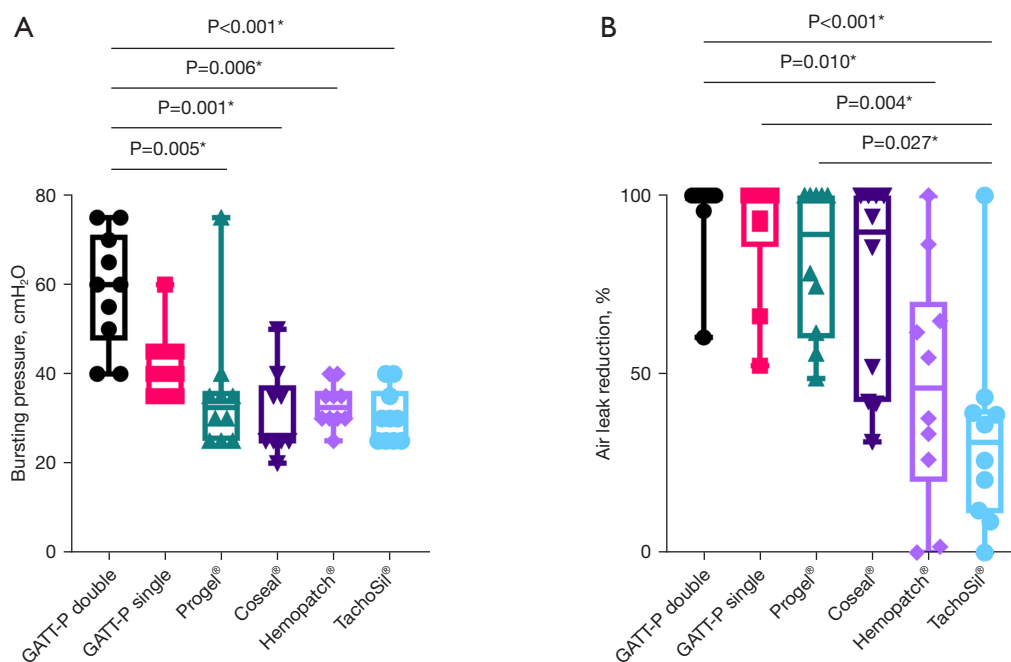 A
P<0.001*
P=0.006*
P=0.001*
P=0.005*
80
60
40
20
0
Bursting pressure, cmH₂O
GATT-P double
GATT-P single
Progel®
Coseal®
Hemopatch®
TachoSil®
B
P<0.001*
P=0.010*
P=0.004*
P=0.027*
100
50
0
Air leak reduction, %
GATT-P double
GATT-P single
Progel®
Coseal®
Hemopatch®
TachoSil®